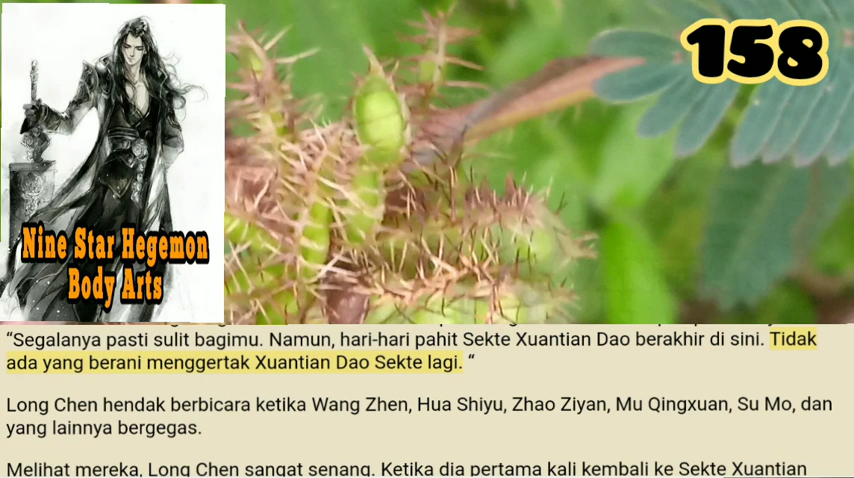 158
Nine Star Hegemon
Body Arts
“Segalanya pasti sulit bagimu. Namun, hari-hari pahit Sekte Xuantian Dao berakhir di sini. Tidak
ada yang berani menggertak Xuantian Dao Sekte lagi. “
Long Chen hendak berbicara ketika Wang Zhen, Hua Shiyu, Zhao Ziyan, Mu Qingxuan, Su Mo, dan
yang lainnya bergegas.
Melihat mereka, Long Chen sangat senang. Ketika dia pertama kali kembali ke Sekte Xuantian